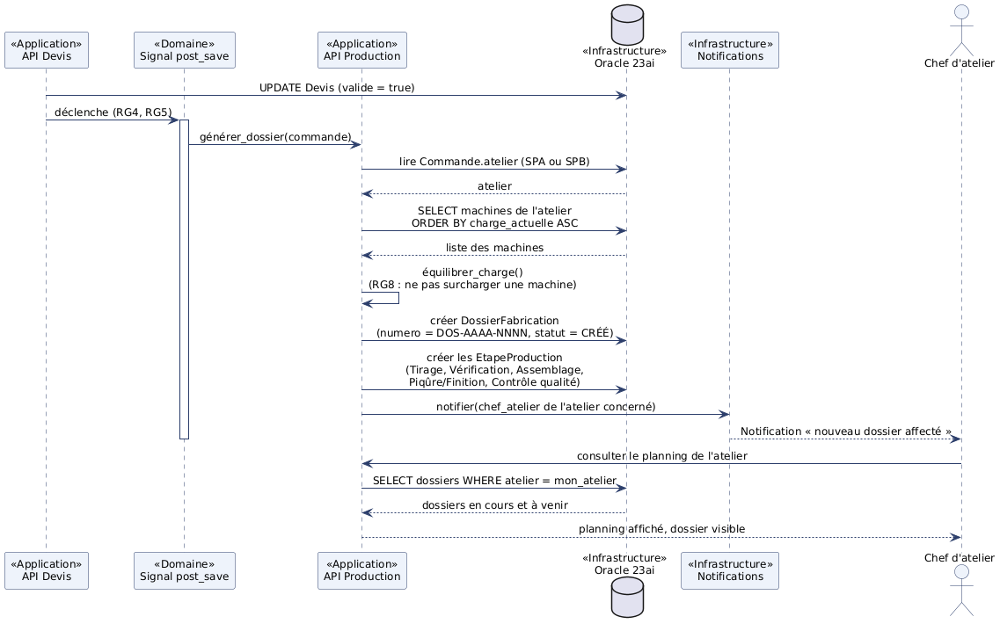 «Application»
API Devis
«Domaine»
Signal post_save
«Application»
API Production
«Infrastructure»
Oracle 23ai
«Infrastructure»
Notifications
Chef d'atelier
UPDATE Devis (valide = true)
déclenche (RG4, RG5)
générer_dossier(commande)
lire Commande.atelier (SPA ou SPB)
atelier
SELECT machines de l'atelier
ORDER BY charge_actuelle ASC
liste des machines
équilibrer_charge()
(RG8 : ne pas surcharger une machine)
créer DossierFabrication
(numero = DOS-AAAA-NNNN, statut = CRÉÉ)
créer les EtapeProduction
(Tirage, Vérification, Assemblage,
Piqûre/Finition, Contrôle qualité)
notifier(chef_atelier de l'atelier concerné)
Notification « nouveau dossier affecté »
consulter le planning de l'atelier
SELECT dossiers WHERE atelier = mon_atelier
dossiers en cours et à venir
planning affiché, dossier visible
«Application»
API Devis
«Domaine»
Signal post_save
«Application»
API Production
«Infrastructure»
Oracle 23ai
«Infrastructure»
Notifications
Chef d'atelier